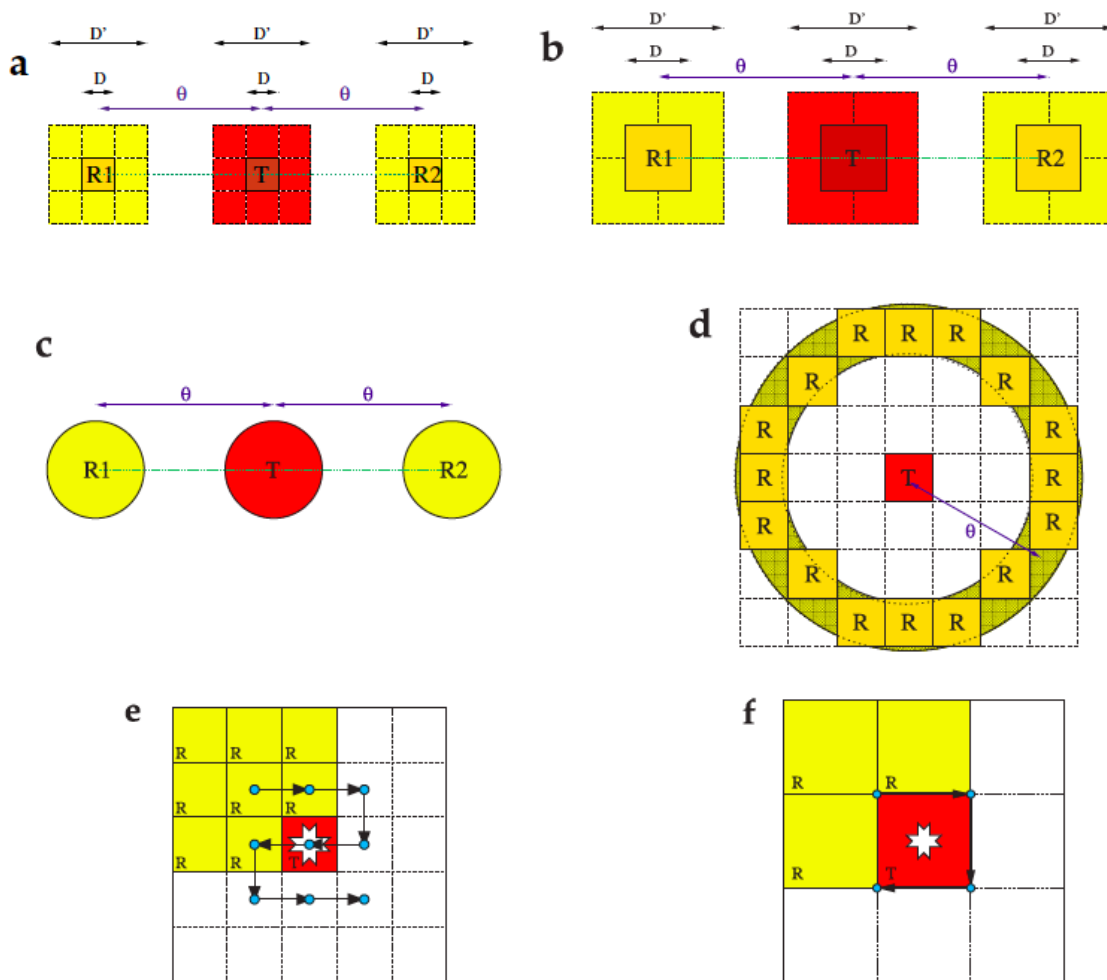 a
D' D' D'
D D D
θ θ
R1 T R2
b
D' D' D'
D D D
θ θ
R1 T R2
c
θ θ
R1 T R2
d
R R R
R R
R R
R T R
θ
R R
R R
R R R
e
R R R
R R R
R R T
f
R R
R T